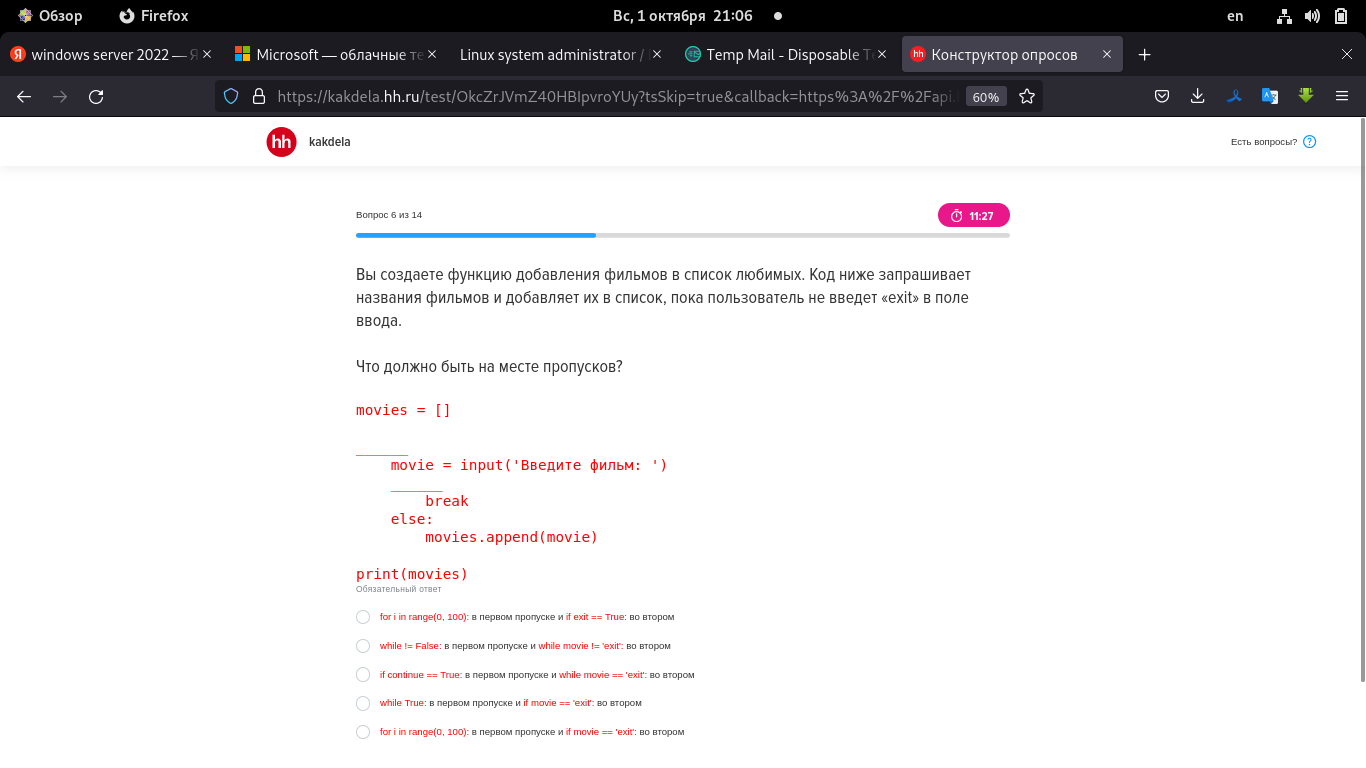 Обзор Firefox Вс, 1 октября 21:06 en
windows server 2022 — Я Microsoft — облачные те Linux system administrator / Temp Mail - Disposable Te Конструктор опросов
https://kakdela.hh.ru/test/OkcZrJVmZ40HBIpvroYUy?tsSkip=true&callback=https%3A%2F%2Fapi. 60%
hh kakdela Есть вопросы?
Вопрос 6 из 14 11:27
Вы создаете функцию добавления фильмов в список любимых. Код ниже запрашивает
названия фильмов и добавляет их в список, пока пользователь не введет «exit» в поле
ввода.
Что должно быть на месте пропусков?
movies = []
______
movie = input('Введите фильм: ')
______
break
else:
movies.append(movie)
print(movies)
Обязательный ответ
for i in range(0, 100): в первом пропуске и if exit == True: во втором
while != False: в первом пропуске и while movie != 'exit': во втором
if continue == True: в первом пропуске и while movie == 'exit': во втором
while True: в первом пропуске и if movie == 'exit': во втором
for i in range(0, 100): в первом пропуске и if movie == 'exit': во втором